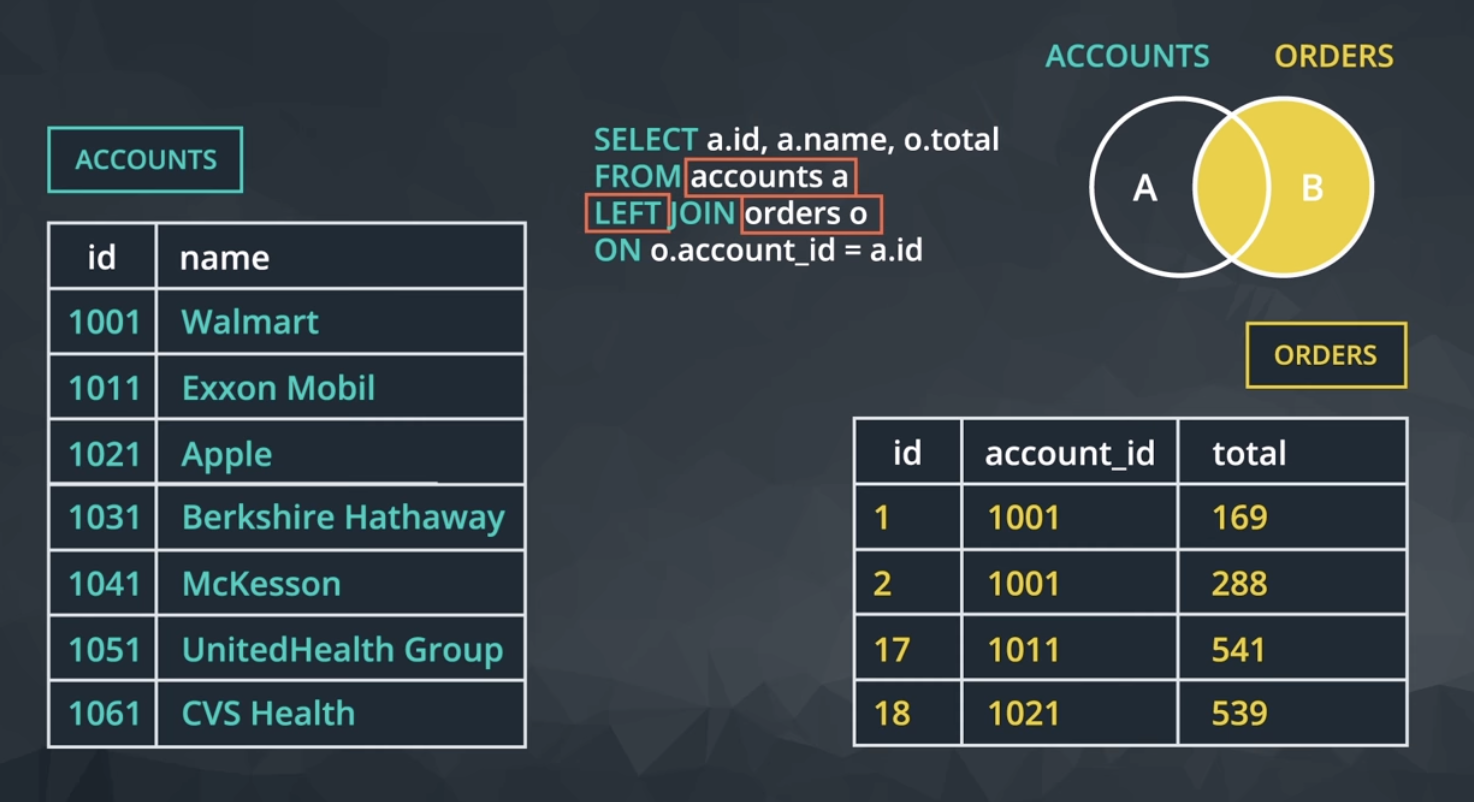 ACCOUNTS ORDERS
SELECT a.id, a.name, o.total
FROM accounts a
LEFT JOIN orders o
ON o.account_id = a.id
A B
ACCOUNTS
id name
1001 Walmart
1011 Exxon Mobil
1021 Apple
1031 Berkshire Hathaway
1041 McKesson
1051 UnitedHealth Group
1061 CVS Health
ORDERS
id account_id total
1 1001 169
2 1001 288
17 1011 541
18 1021 539